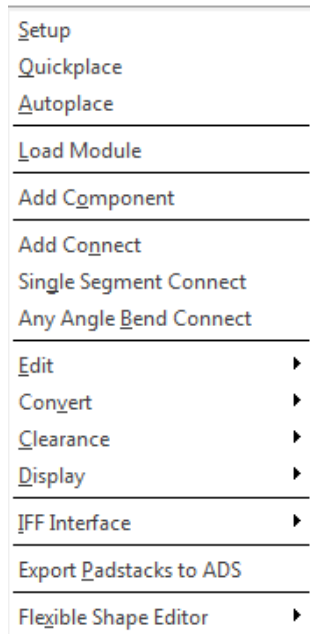 Setup
Quickplace
Autoplace
Load Module
Add Component
Add Connect
Single Segment Connect
Any Angle Bend Connect
Edit
Convert
Clearance
Display
IFF Interface
Export Padstacks to ADS
Flexible Shape Editor